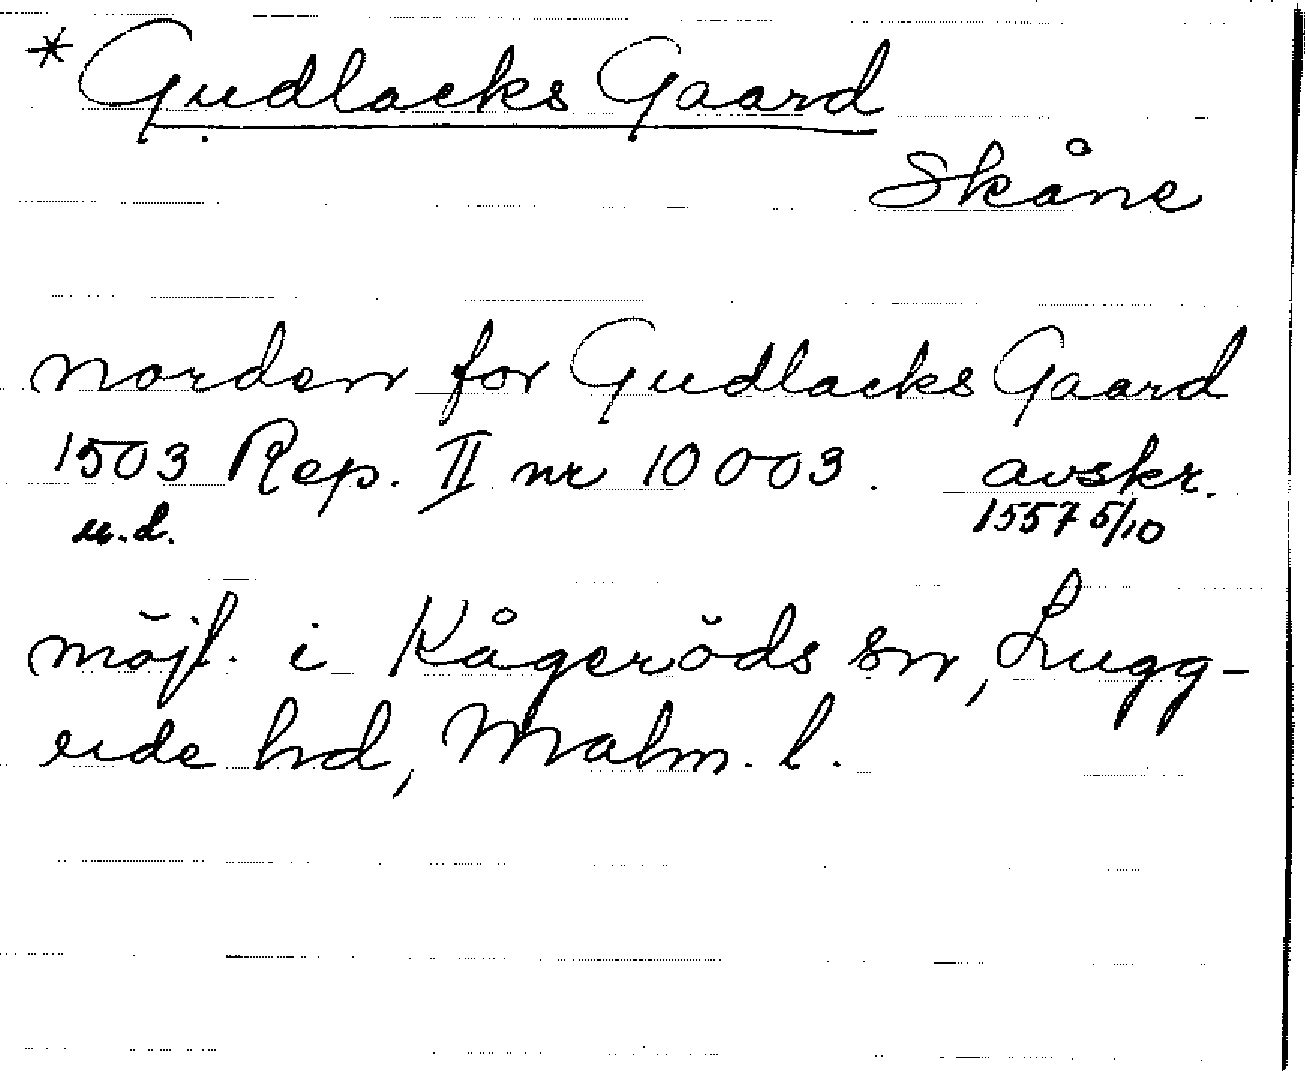 *Gudlacks Gaard
Skåne
norden for Gudlacks Gaard
1503 Rep. II nr 10003. avskr.
u.d. 1557 5/10
möjl. i Kågeröds sn, Lugg-
ude hd, Malm. l.